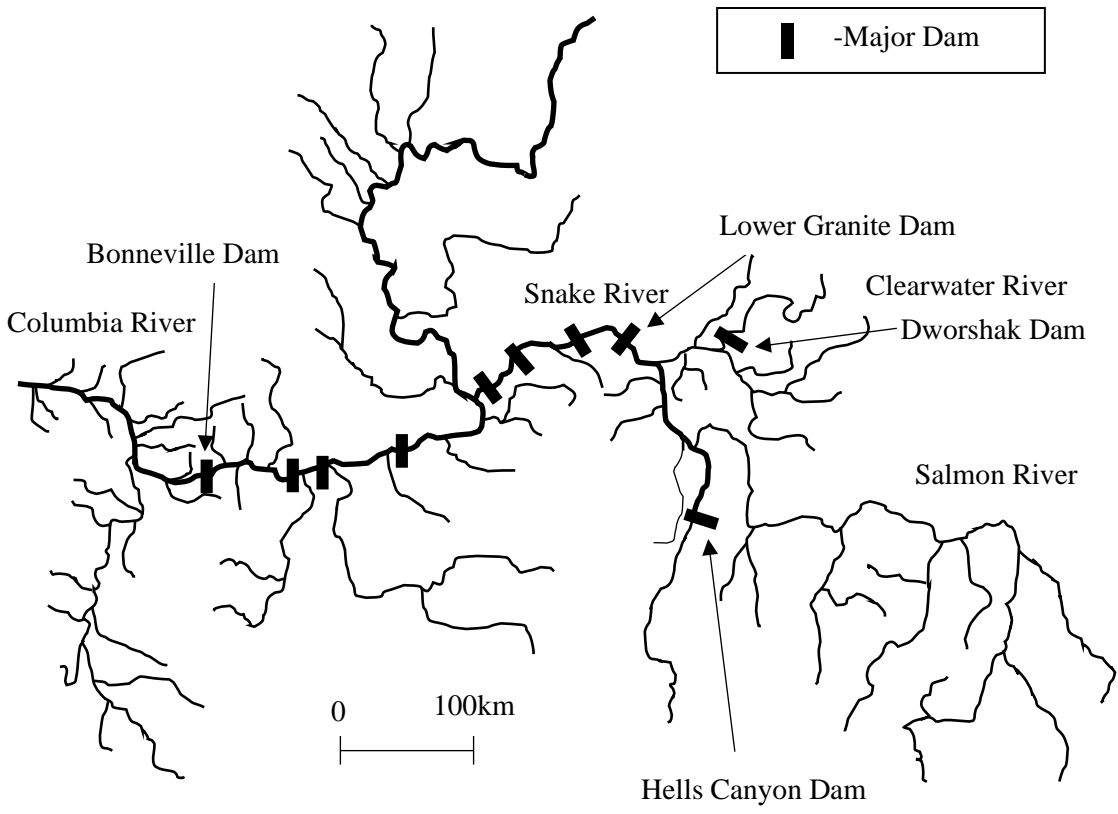 -Major Dam
Lower Granite Dam
Bonneville Dam
Snake River
Clearwater River
Columbia River
Dworshak Dam
Salmon River
0
100km
Hells Canyon Dam